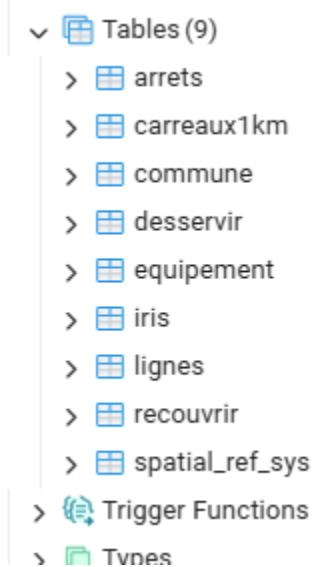 Tables (9)
arrets
carreaux1km
commune
desservir
equipement
iris
lignes
recouvrir
spatial_ref_sys
Trigger Functions
Types